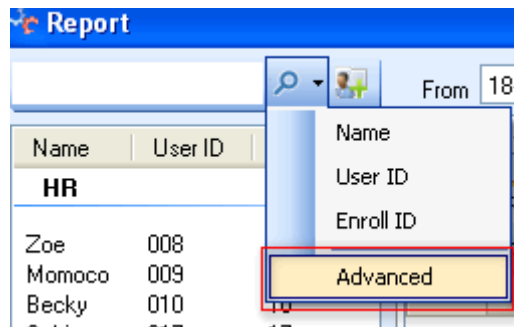 Report
From 18
Name User ID
HR
Zoe 008
Momoco 009
Becky 010 10
Name
User ID
Enroll ID
Advanced